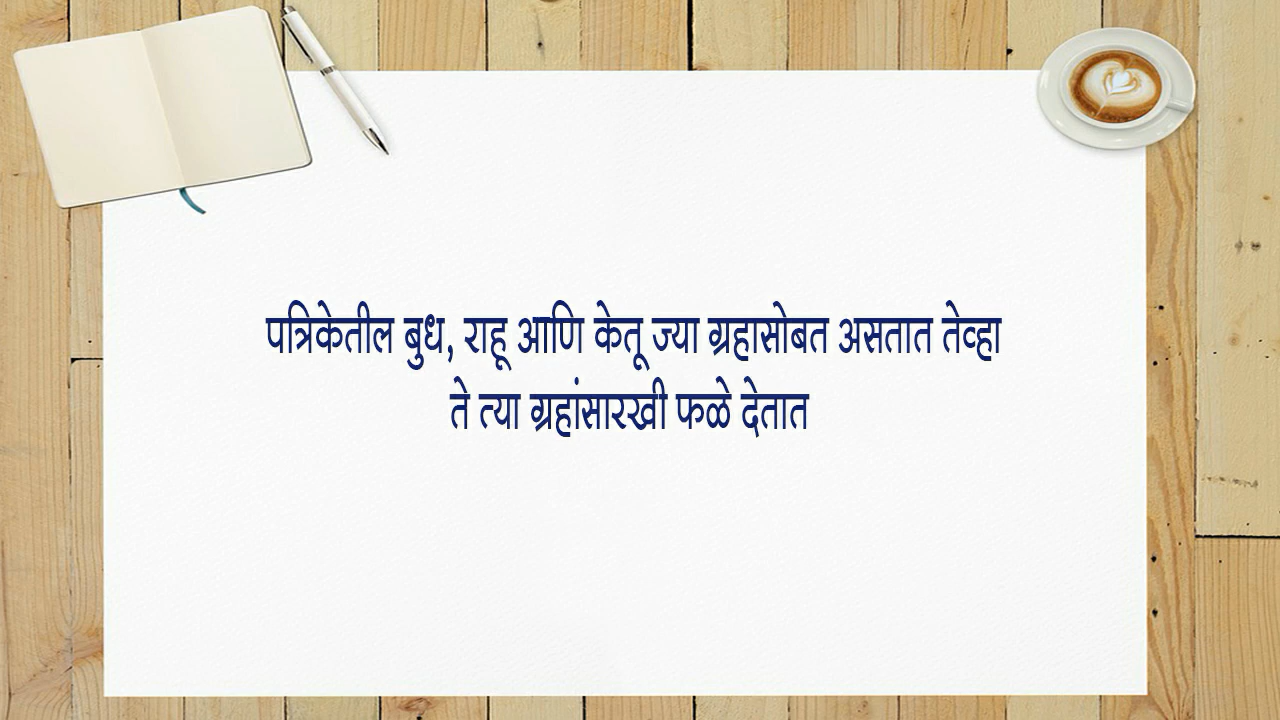 पत्रिकेतील बुध, राहू आणि केतू ज्या ग्रहासोबत असतात तेव्हा
ते त्या ग्रहांसारखी फळे देतात